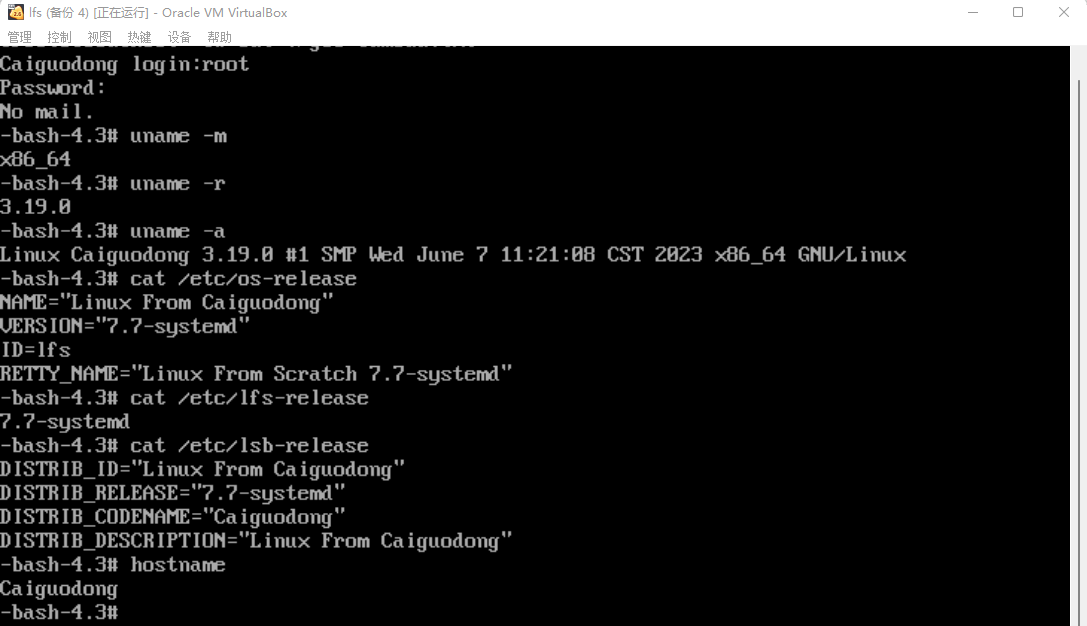 lfs (备份 4) [正在运行] - Oracle VM VirtualBox
管理 控制 视图 热键 设备 帮助
Caiguodong login:root
Password:
No mail.
-bash-4.3# uname -m
x86_64
-bash-4.3# uname -r
3.19.0
-bash-4.3# uname -a
Linux Caiguodong 3.19.0 #1 SMP Wed June 7 11:21:08 CST 2023 x86_64 GNU/Linux
-bash-4.3# cat /etc/os-release
NAME="Linux From Caiguodong"
VERSION="7.7-systemd"
ID=lfs
RETTY_NAME="Linux From Scratch 7.7-systemd"
-bash-4.3# cat /etc/lfs-release
7.7-systemd
-bash-4.3# cat /etc/lsb-release
DISTRIB_ID="Linux From Caiguodong"
DISTRIB_RELEASE="7.7-systemd"
DISTRIB_CODENAME="Caiguodong"
DISTRIB_DESCRIPTION="Linux From Caiguodong"
-bash-4.3# hostname
Caiguodong
-bash-4.3#